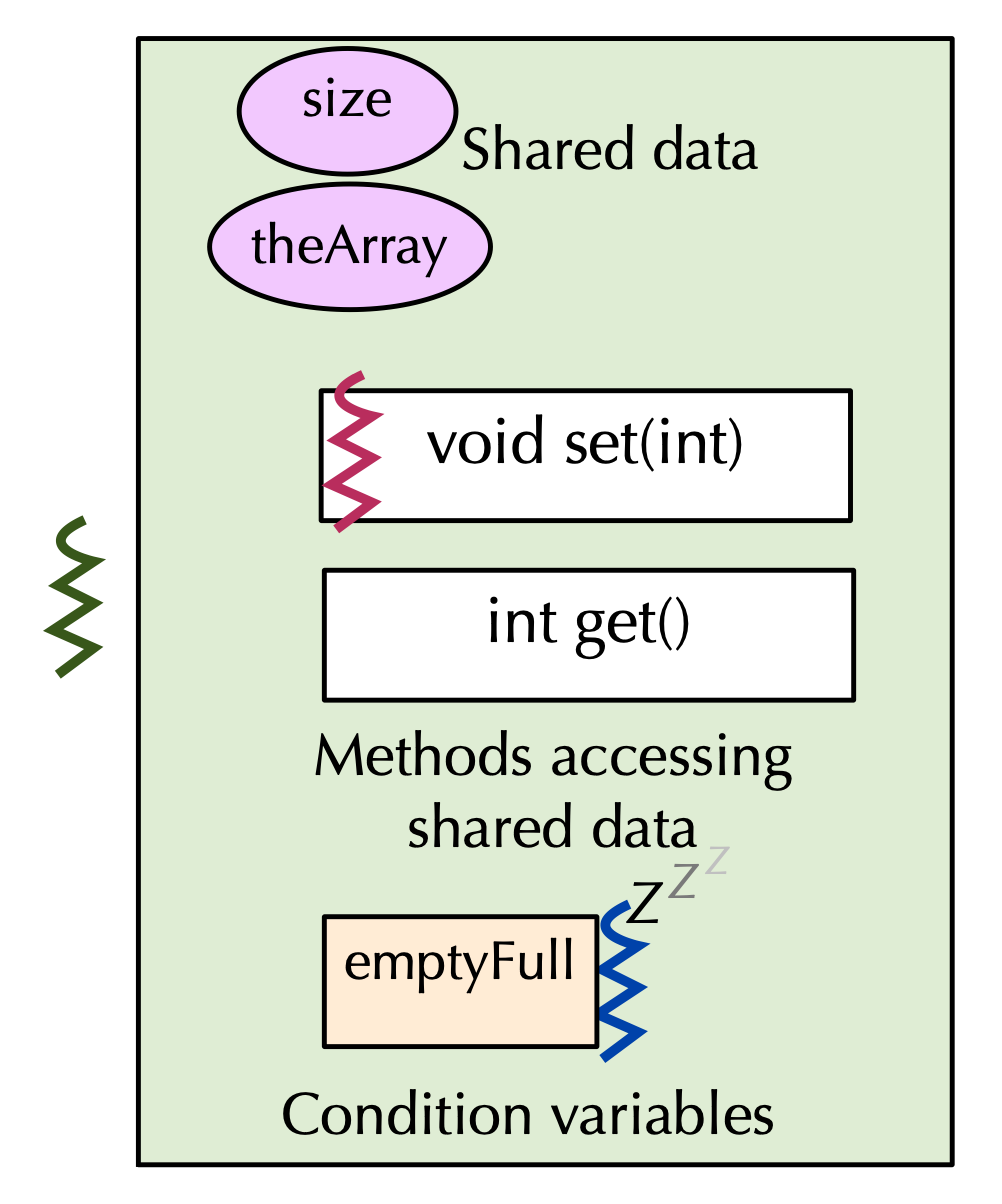 size
Shared data
theArray
void set(int)
int get()
Methods accessing
shared data
z z z
emptyFull
Condition variables